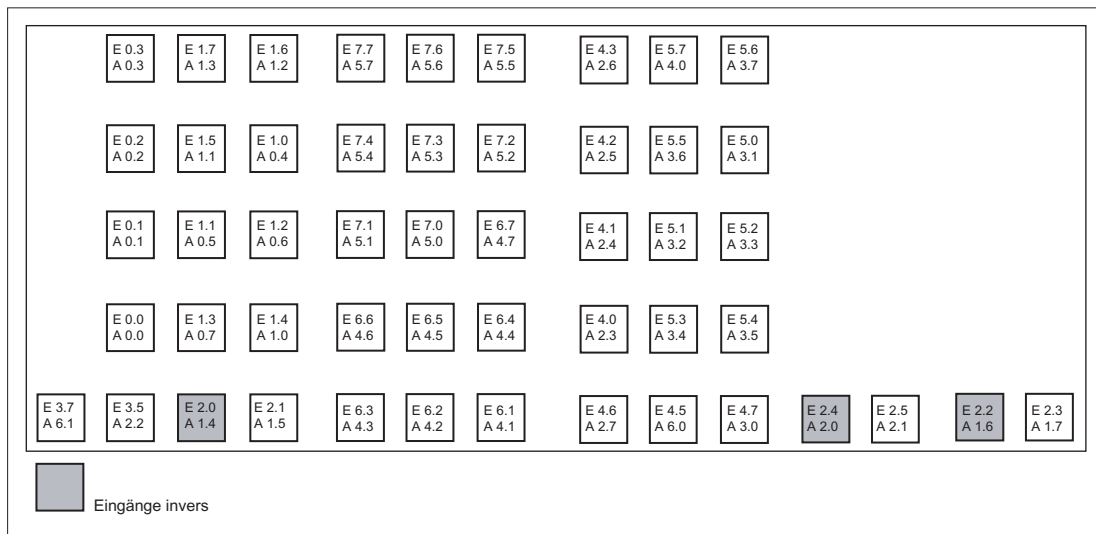 E 0.3 E 1.7 E 1.6 E 7.7 E 7.6 E 7.5 E 4.3 E 5.7 E 5.6
A 0.3 A 1.3 A 1.2 A 5.7 A 5.6 A 5.5 A 2.6 A 4.0 A 3.7
E 0.2 E 1.5 E 1.0 E 7.4 E 7.3 E 7.2 E 4.2 E 5.5 E 5.0
A 0.2 A 1.1 A 0.4 A 5.4 A 5.3 A 5.2 A 2.5 A 3.6 A 3.1
E 0.1 E 1.1 E 1.2 E 7.1 E 7.0 E 6.7 E 4.1 E 5.1 E 5.2
A 0.1 A 0.5 A 0.6 A 5.1 A 5.0 A 4.7 A 2.4 A 3.2 A 3.3
E 0.0 E 1.3 E 1.4 E 6.6 E 6.5 E 6.4 E 4.0 E 5.3 E 5.4
A 0.0 A 0.7 A 1.0 A 4.6 A 4.5 A 4.4 A 2.3 A 3.4 A 3.5
E 3.7 E 3.5 E 2.0 E 2.1 E 6.3 E 6.2 E 6.1 E 4.6 E 4.5 E 4.7 E 2.4 E 2.5 E 2.2 E 2.3
A 6.1 A 2.2 A 1.4 A 1.5 A 4.3 A 4.2 A 4.1 A 2.7 A 6.0 A 3.0 A 2.0 A 2.1 A 1.6 A 1.7
Eingänge invers